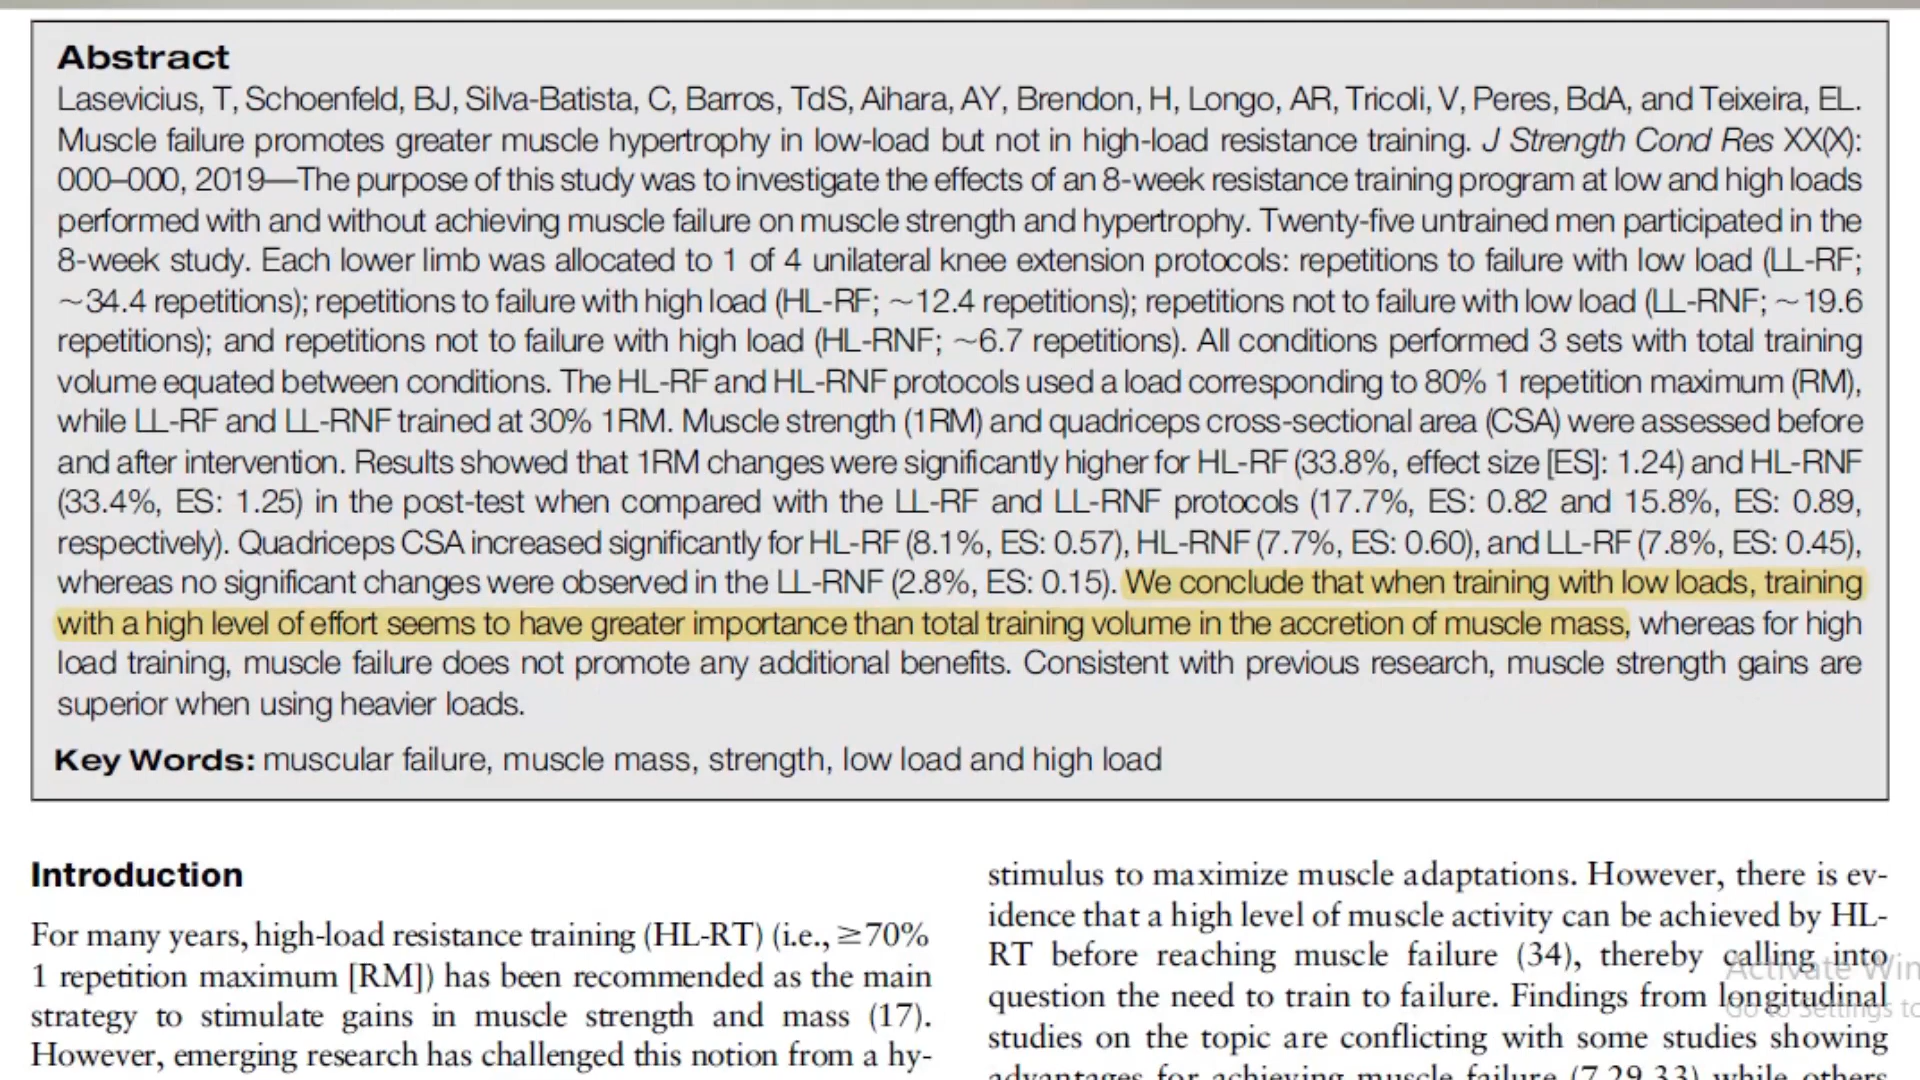 Abstract
Lasevicius, T, Schoenfeld, BJ, Silva-Batista, C, Barros, TdS, Aihara, AY, Brendon, H, Longo, AR, Tricoli, V, Peres, BdA, and Teixeira, EL.
Muscle failure promotes greater muscle hypertrophy in low-load but not in high-load resistance training. J Strength Cond Res XX(X):
000–000, 2019—The purpose of this study was to investigate the effects of an 8-week resistance training program at low and high loads
performed with and without achieving muscle failure on muscle strength and hypertrophy. Twenty-five untrained men participated in the
8-week study. Each lower limb was allocated to 1 of 4 unilateral knee extension protocols: repetitions to failure with low load (LL-RF;
~34.4 repetitions); repetitions to failure with high load (HL-RF; ~12.4 repetitions); repetitions not to failure with low load (LL-RNF; ~19.6
repetitions); and repetitions not to failure with high load (HL-RNF; ~6.7 repetitions). All conditions performed 3 sets with total training
volume equated between conditions. The HL-RF and HL-RNF protocols used a load corresponding to 80% 1 repetition maximum (RM),
while LL-RF and LL-RNF trained at 30% 1RM. Muscle strength (1RM) and quadriceps cross-sectional area (CSA) were assessed before
and after intervention. Results showed that 1RM changes were significantly higher for HL-RF (33.8%, effect size [ES]: 1.24) and HL-RNF
(33.4%, ES: 1.25) in the post-test when compared with the LL-RF and LL-RNF protocols (17.7%, ES: 0.82 and 15.8%, ES: 0.89,
respectively). Quadriceps CSA increased significantly for HL-RF (8.1%, ES: 0.57), HL-RNF (7.7%, ES: 0.60), and LL-RF (7.8%, ES: 0.45),
whereas no significant changes were observed in the LL-RNF (2.8%, ES: 0.15). We conclude that when training with low loads, training
with a high level of effort seems to have greater importance than total training volume in the accretion of muscle mass, whereas for high
load training, muscle failure does not promote any additional benefits. Consistent with previous research, muscle strength gains are
superior when using heavier loads.
Key Words: muscular failure, muscle mass, strength, low load and high load
Introduction
For many years, high-load resistance training (HL-RT) (i.e., ≥70%
1 repetition maximum [RM]) has been recommended as the main
strategy to stimulate gains in muscle strength and mass (17).
However, emerging research has challenged this notion from a hy-
stimulus to maximize muscle adaptations. However, there is ev-
idence that a high level of muscle activity can be achieved by HL-
RT before reaching muscle failure (34), thereby calling into
question the need to train to failure. Findings from longitudinal
studies on the topic are conflicting with some studies showing
advantages for achieving muscle failure (7,29,33) while others
Activate Win
Go to Settings to